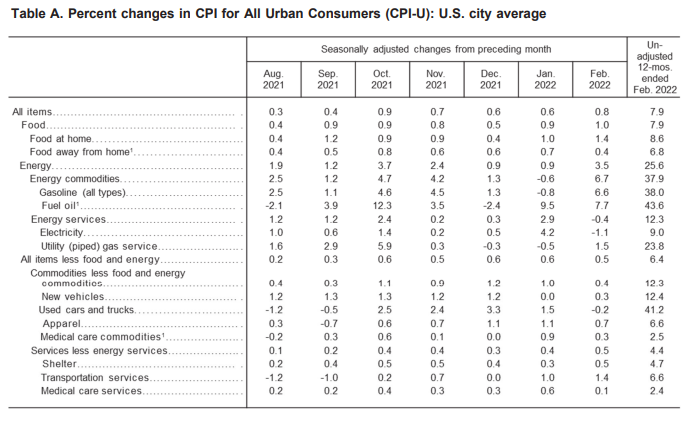 Table A. Percent changes in CPI for All Urban Consumers (CPI-U): U.S. city average
Seasonally adjusted changes from preceding month
Un-
adjusted
12-mos.
ended
Feb. 2022
Aug. 2021 Sep. 2021 Oct. 2021 Nov. 2021 Dec. 2021 Jan. 2022 Feb. 2022
All items 0.3 0.4 0.9 0.7 0.6 0.6 0.8 7.9
Food 0.4 0.9 0.9 0.8 0.5 0.9 1.0 7.9
Food at home 0.4 1.2 0.9 0.9 0.4 1.0 1.4 8.6
Food away from home¹ 0.4 0.5 0.8 0.6 0.6 0.7 0.4 6.8
Energy 1.9 1.2 3.7 2.4 0.9 0.9 3.5 25.6
Energy commodities 2.5 1.2 4.7 4.2 1.3 -0.6 6.7 37.9
Gasoline (all types) 2.5 1.1 4.6 4.5 1.3 -0.8 6.6 38.0
Fuel oil¹ -2.1 3.9 12.3 3.5 -2.4 9.5 7.7 43.6
Energy services 1.2 1.2 2.4 0.2 0.3 2.9 -0.4 12.3
Electricity 1.0 0.6 1.4 0.2 0.5 4.2 -1.1 9.0
Utility (piped) gas service 1.6 2.9 5.9 0.3 -0.3 -0.5 1.5 23.8
All items less food and energy 0.2 0.3 0.6 0.5 0.6 0.6 0.5 6.4
Commodities less food and energy
commodities 0.4 0.3 1.1 0.9 1.2 1.0 0.4 12.3
New vehicles 1.2 1.3 1.3 1.2 1.2 0.0 0.3 12.4
Used cars and trucks -1.2 -0.5 2.5 2.4 3.3 1.5 -0.2 41.2
Apparel 0.3 -0.7 0.6 0.7 1.1 1.1 0.7 6.6
Medical care commodities¹ -0.2 0.3 0.6 0.1 0.0 0.9 0.3 2.5
Services less energy services 0.1 0.2 0.4 0.4 0.3 0.4 0.5 4.4
Shelter 0.2 0.4 0.5 0.5 0.4 0.3 0.5 4.7
Transportation services -1.2 -1.0 0.2 0.7 0.0 1.0 1.4 6.6
Medical care services 0.2 0.2 0.4 0.3 0.3 0.6 0.1 2.4